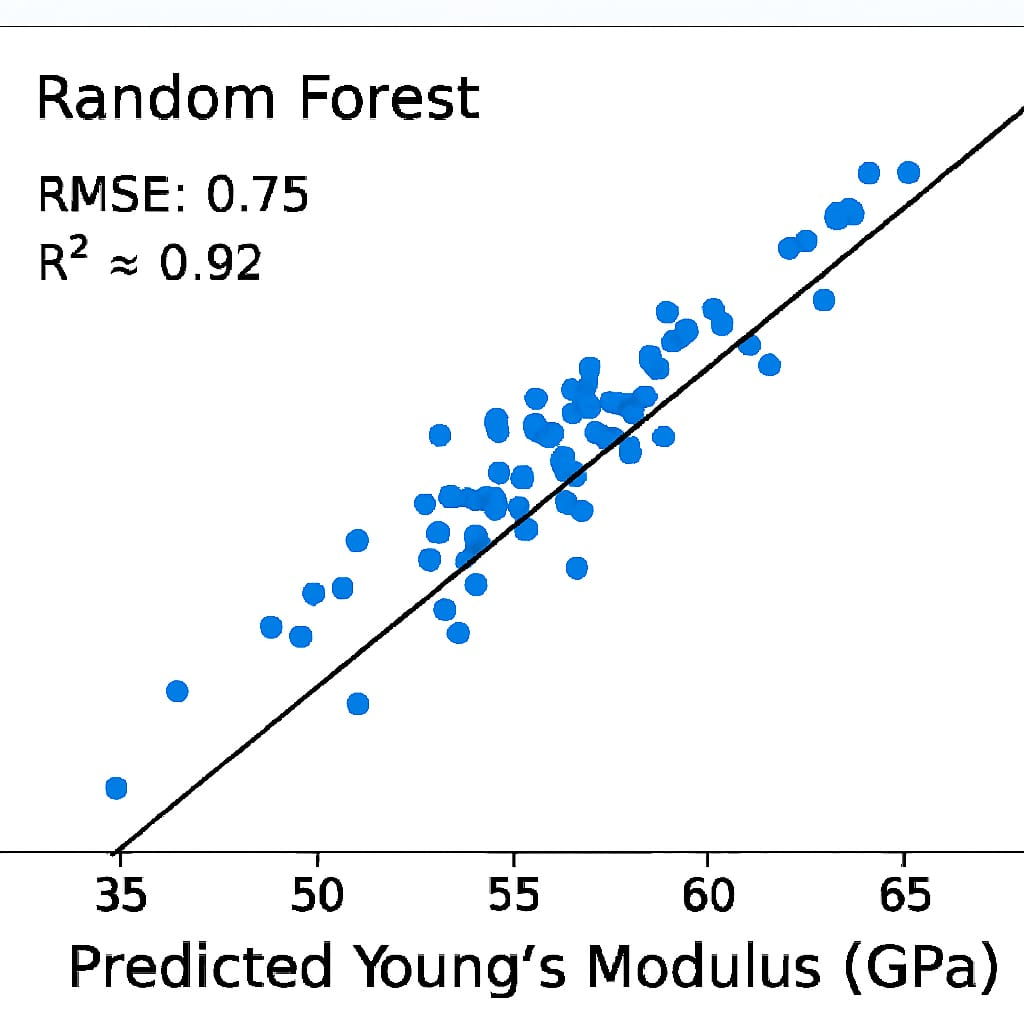 Random Forest
RMSE: 0.75
R² ≈ 0.92
35 50 55 60 65
Predicted Young‘s Modulus (GPa)